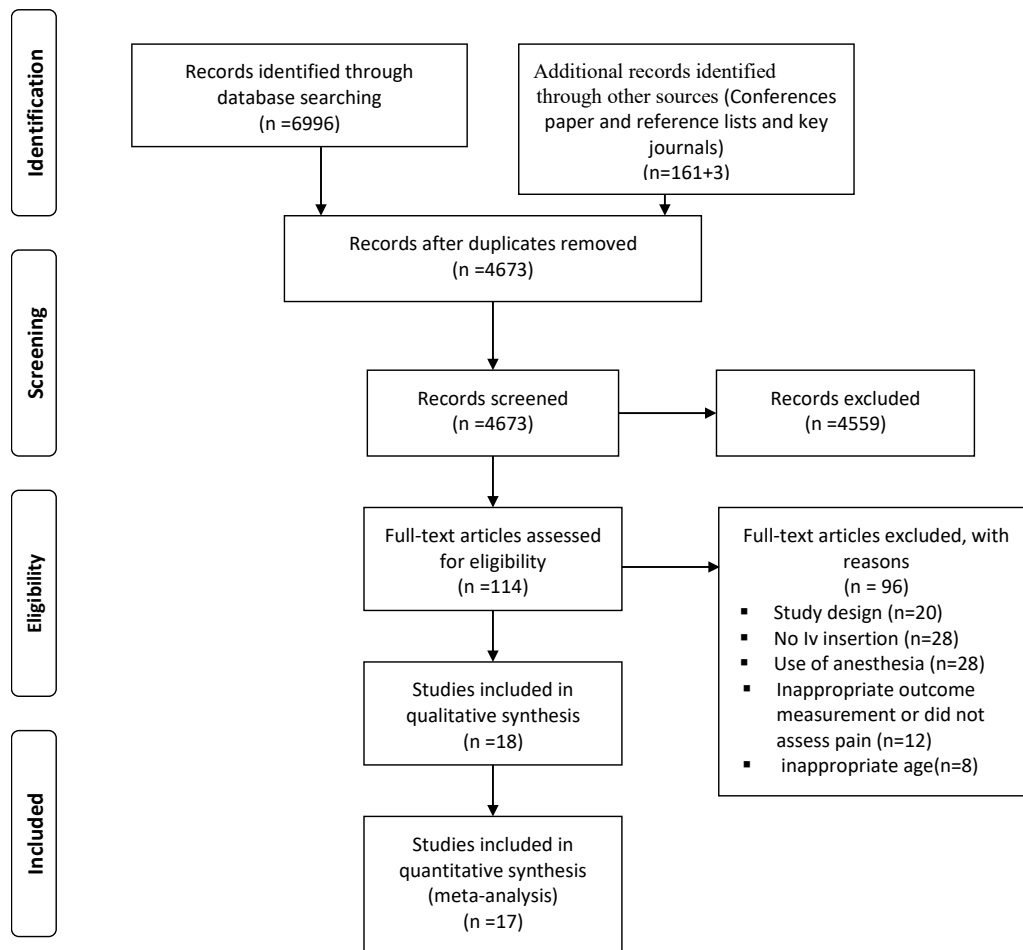 Identification
Records identified through
database searching
(n =6996)
Additional records identified
through other sources (Conferences
paper and reference lists and key
journals)
(n=161+3)
Records after duplicates removed
(n =4673)
Screening
Records screened
(n =4673)
Records excluded
(n =4559)
Eligibility
Full-text articles assessed
for eligibility
(n =114)
Full-text articles excluded, with
reasons
(n = 96)
▪ Study design (n=20)
▪ No Iv insertion (n=28)
▪ Use of anesthesia (n=28)
▪ Inappropriate outcome
measurement or did not
assess pain (n=12)
▪ inappropriate age(n=8)
Studies included in
qualitative synthesis
(n =18)
Included
Studies included in
quantitative synthesis
(meta-analysis)
(n =17)